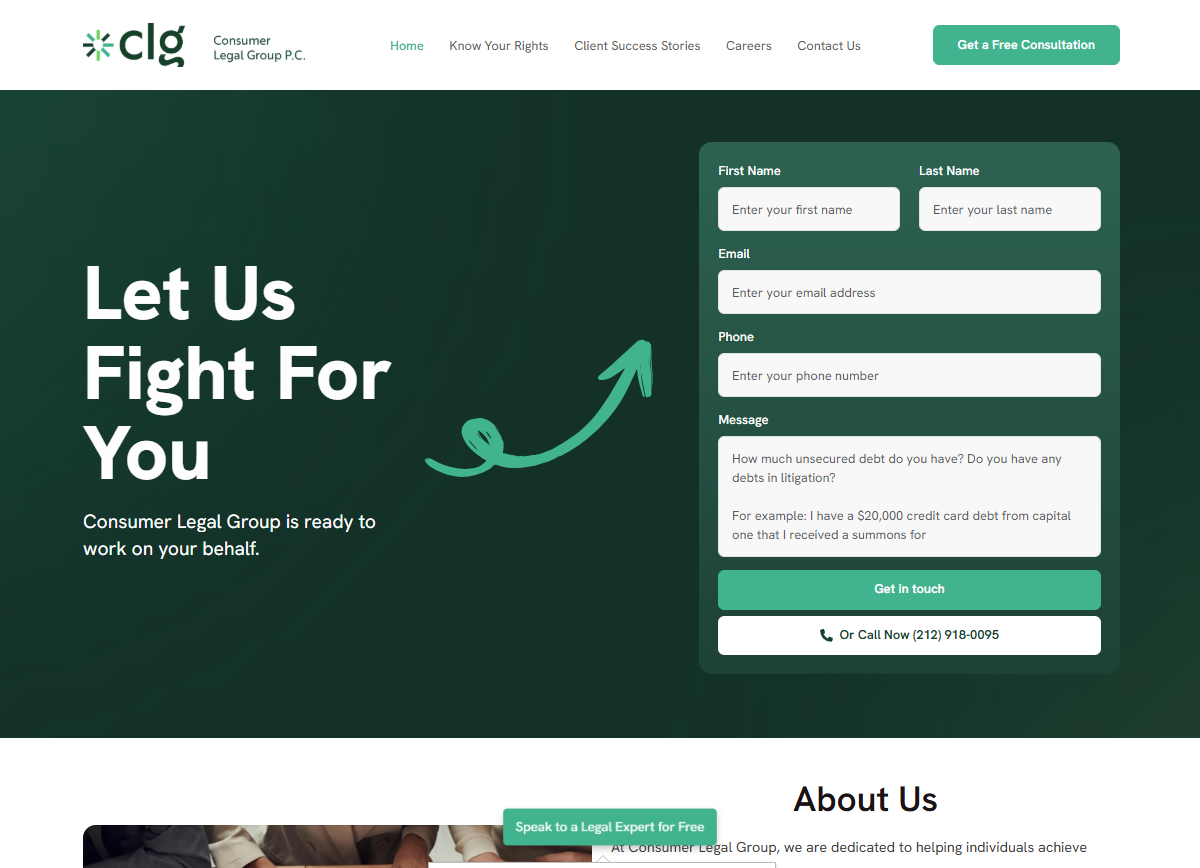 clg
Consumer
Legal Group P.C.
Home
Know Your Rights
Client Success Stories
Careers
Contact Us
Get a Free Consultation
Let Us
Fight For
You
Consumer Legal Group is ready to
work on your behalf.
First Name
Last Name
Enter your first name
Enter your last name
Email
Enter your email address
Phone
Enter your phone number
Message
How much unsecured debt do you have? Do you have any
debts in litigation?
For example: I have a $20,000 credit card debt from capital
one that I received a summons for
Get in touch
Or Call Now (212) 918-0095
About Us
Speak to a Legal Expert for Free
At Consumer Legal Group, we are dedicated to helping individuals achieve